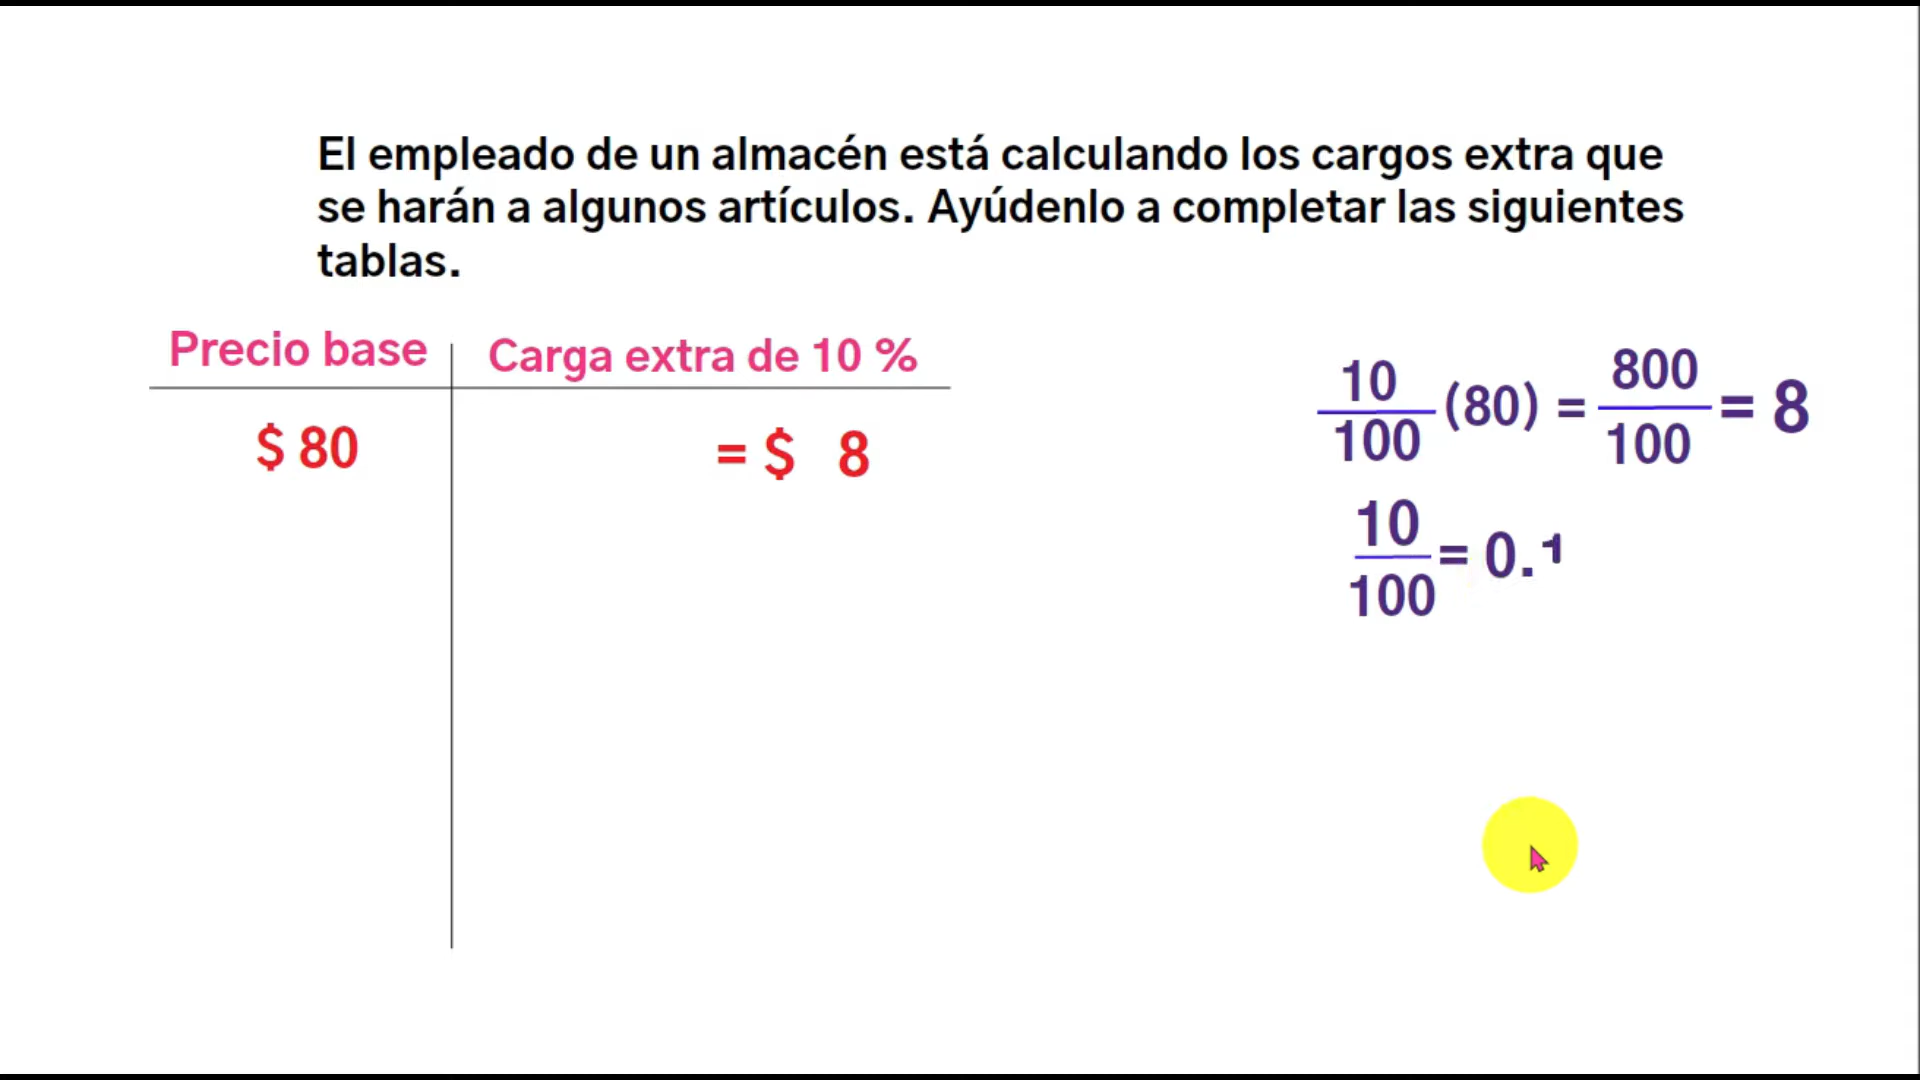 El empleado de un almacén está calculando los cargos extra que
se harán a algunos artículos. Ayúdenlo a completar las siguientes
tablas.
Precio base Carga extra de 10 %
$ 80 = $ 8
10/100 (80) = 800/100 = 8
10/100 = 0.1